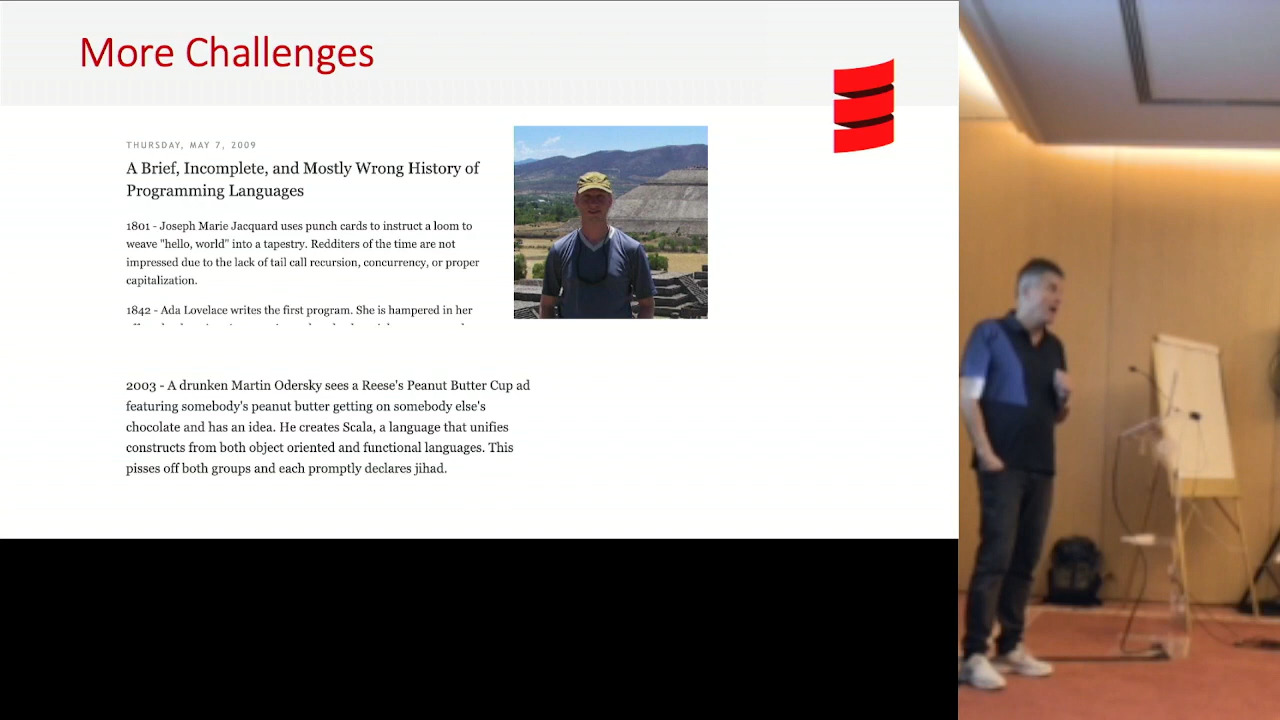 More Challenges
THURSDAY, MAY 7, 2009
A Brief, Incomplete, and Mostly Wrong History of
Programming Languages
1801 - Joseph Marie Jacquard uses punch cards to instruct a loom to
weave "hello, world" into a tapestry. Redditers of the time are not
impressed due to the lack of tail call recursion, concurrency, or proper
capitalization.
1842 - Ada Lovelace writes the first program. She is hampered in her
2003 - A drunken Martin Odersky sees a Reese's Peanut Butter Cup ad
featuring somebody's peanut butter getting on somebody else's
chocolate and has an idea. He creates Scala, a language that unifies
constructs from both object oriented and functional languages. This
pisses off both groups and each promptly declares jihad.